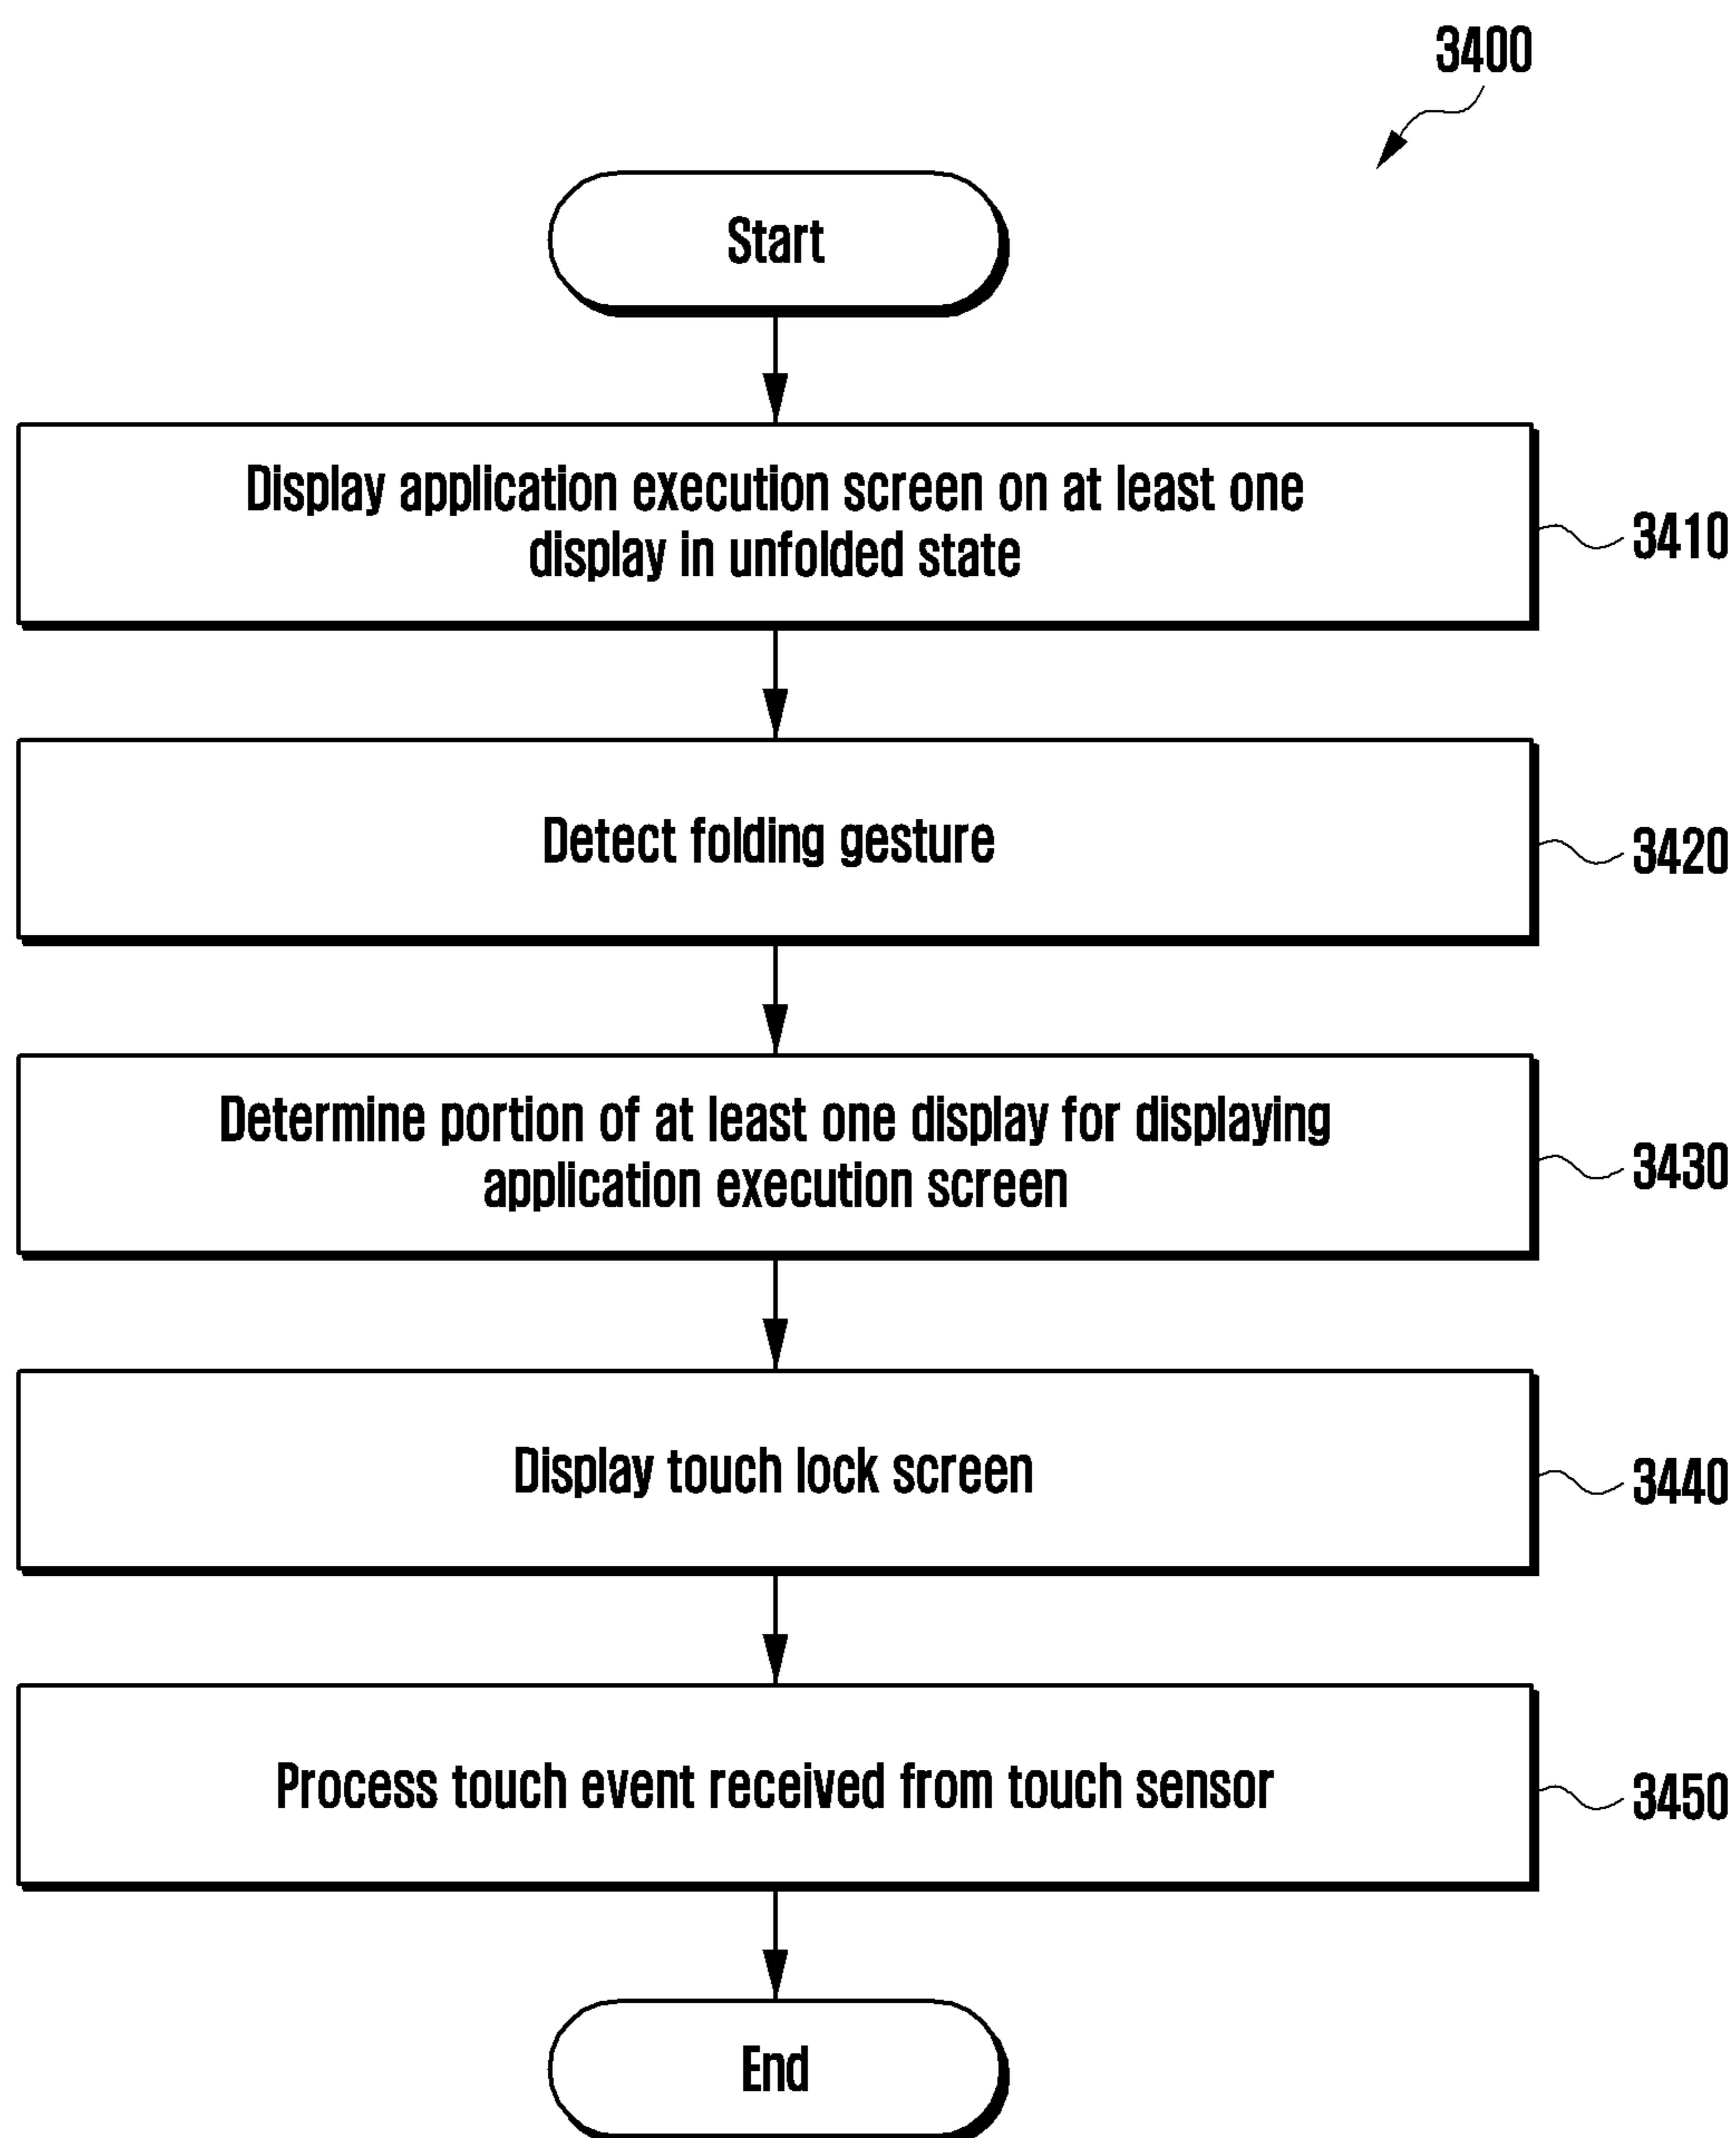 3400
Start
Display application execution screen on at least one
display in unfolded state
3410
Detect folding gesture
3420
Determine portion of at least one display for displaying
application execution screen
3430
Display touch lock screen
3440
Process touch event received from touch sensor
3450
End